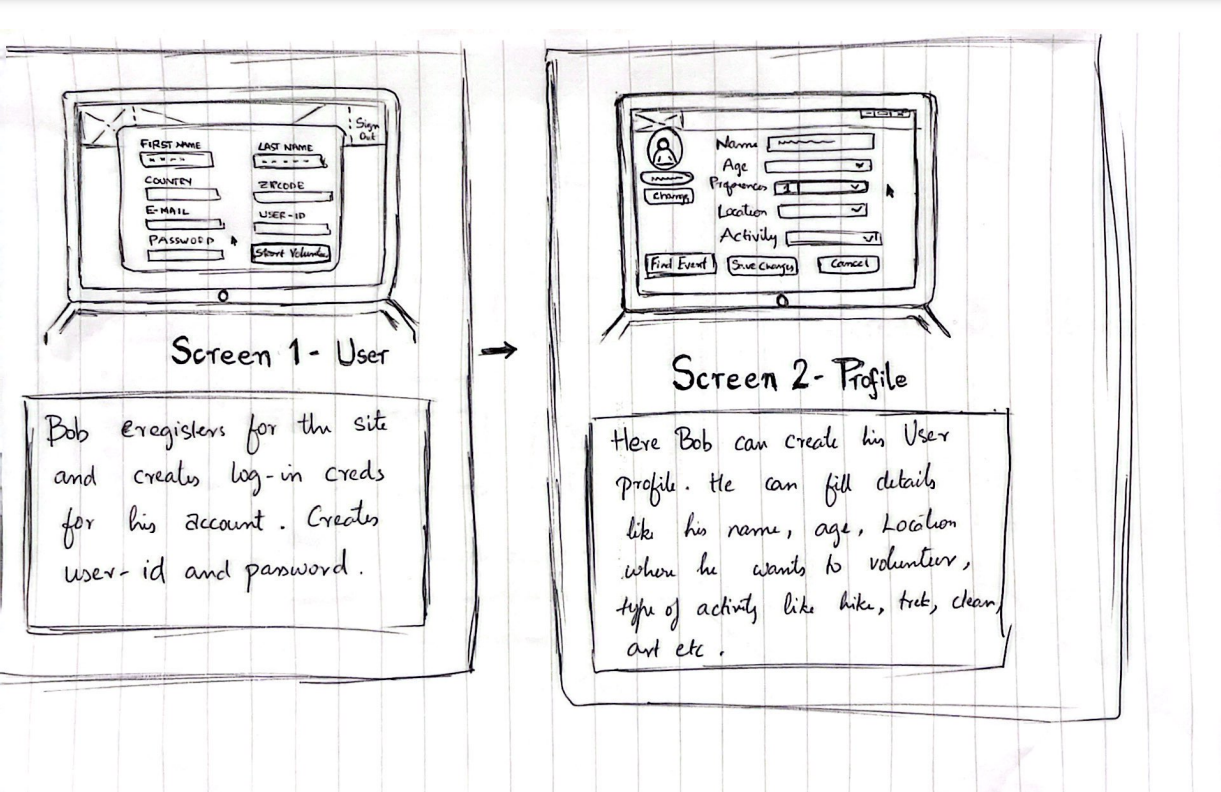 Sign
Out
FIRST NAME
LAST NAME
COUNTRY
ZIPCODE
E-MAIL
USER-ID
PASSWORD
Start Volunte
Screen 1 - User
Bob eregisters for the site
and creates log-in creds
for his account. Creates
user-id and password.
Name
Age
Preferences 1
Location
Activity
Change
Find Event
Save Changes
Cancel
Screen 2 - Profile
Here Bob can create his User
profile. He can fill details
like his name, age, Location
where he wants to volunteer,
type of activity like hike, trek, clean,
art etc.